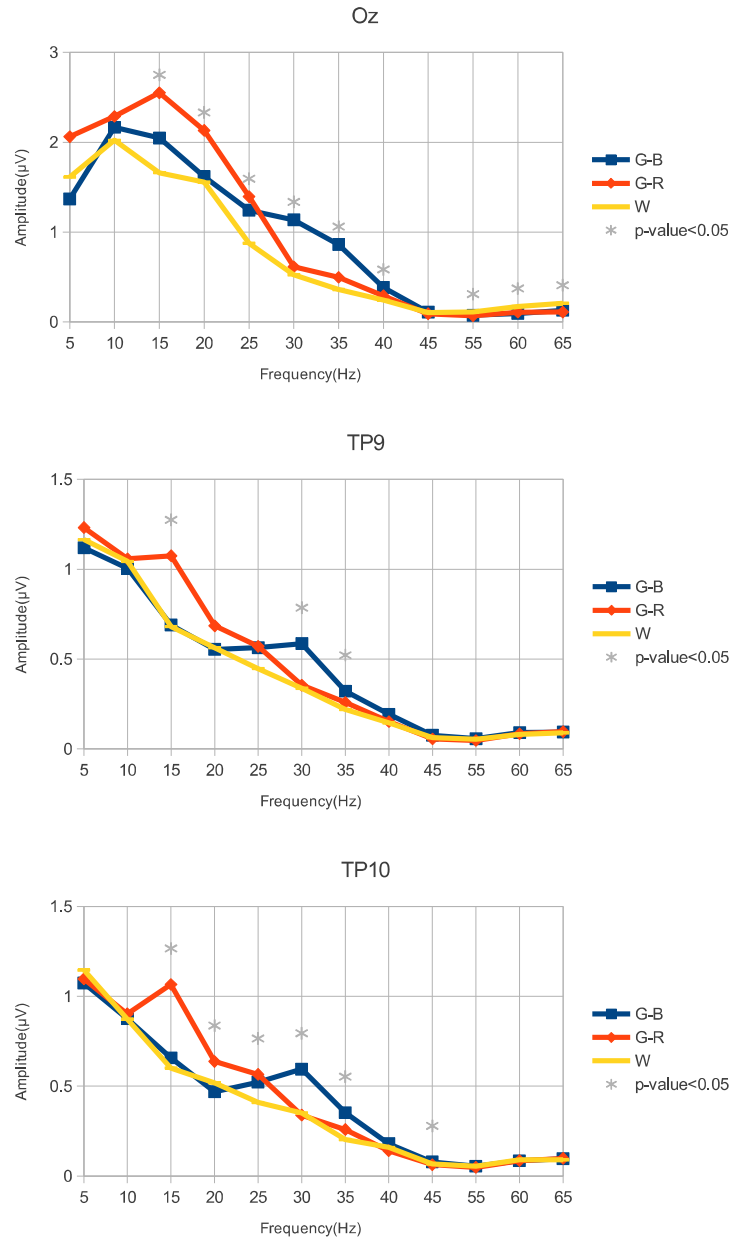 Oz
Amplitude(µV)
3
2
1
0
5 10 15 20 25 30 35 40 45 55 60 65
Frequency(Hz)
G-B
G-R
W
p-value<0.05
TP9
Amplitude(µV)
1.5
1
0.5
0
5 10 15 20 25 30 35 40 45 55 60 65
Frequency(Hz)
G-B
G-R
W
p-value<0.05
TP10
Amplitude(µV)
1.5
1
0.5
0
5 10 15 20 25 30 35 40 45 55 60 65
Frequency(Hz)
G-B
G-R
W
p-value<0.05